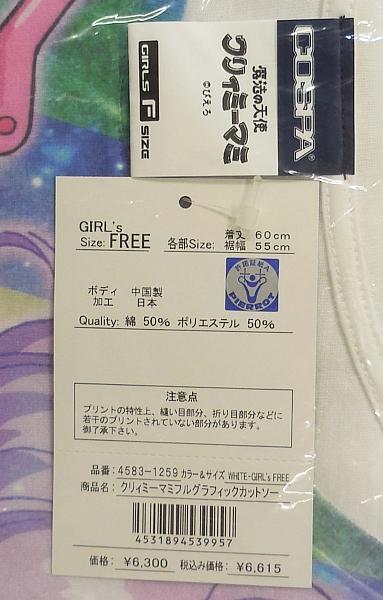 COSPA®
魔法の天使
クリィミーマミ
©ぴえろ
GIRLS F SIZE
GIRL's
Size: FREE
各部Size: 着丈 60cm
裾幅 55cm
ボディ 中国製
加工 日本
許諾証紙A
PIERROT
Quality: 綿 50% ポリエステル 50%
注意点
プリントの特性上、縫い目部分、折り目部分などに
若干のプリントされていない部分があります。
御了承下さい。
品番: 4583-1259 カラー&サイズ WHITE-GIRL's FREE
商品名: クリィミーマミフルグラフィックカットソー
4531894539957
価格: ¥6,300 税込み価格: ¥6,615